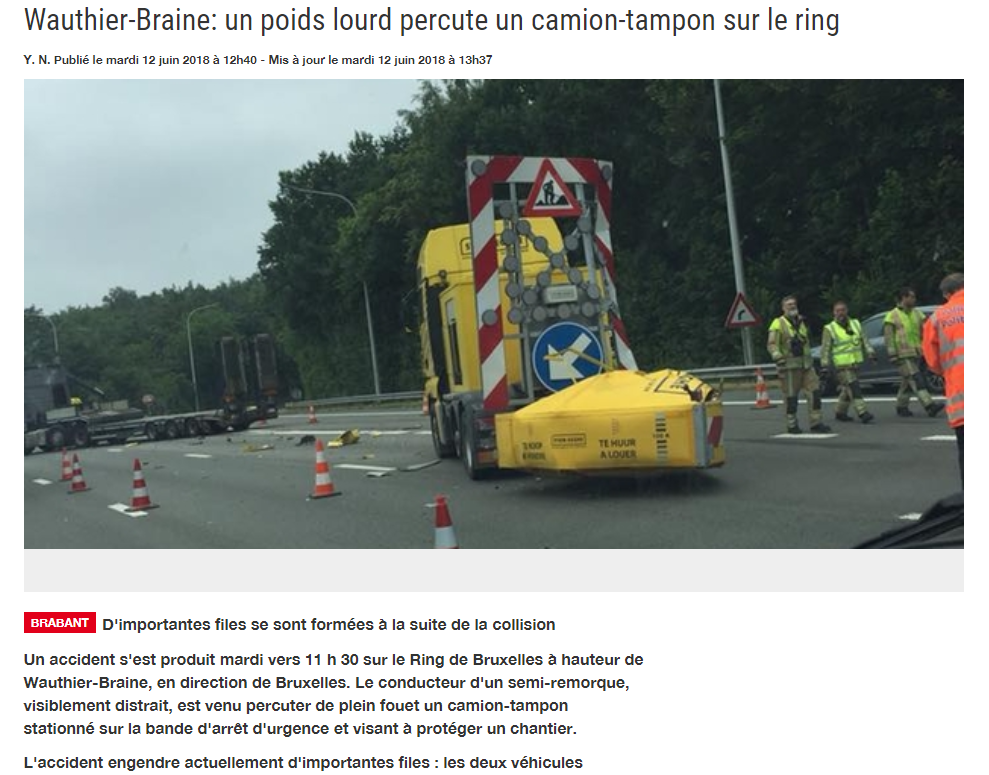 Wauthier-Braine: un poids lourd percute un camion-tampon sur le ring
Y. N. Publié le mardi 12 juin 2018 à 12h40 - Mis à jour le mardi 12 juin 2018 à 13h37
TE HUUR
A LOUER
BRABANT D'importantes files se sont formées à la suite de la collision
Un accident s'est produit mardi vers 11 h 30 sur le Ring de Bruxelles à hauteur de
Wauthier-Braine, en direction de Bruxelles. Le conducteur d'un semi-remorque,
visiblement distrait, est venu percuter de plein fouet un camion-tampon
stationné sur la bande d'arrêt d'urgence et visant à protéger un chantier.
L'accident engendre actuellement d'importantes files : les deux véhicules